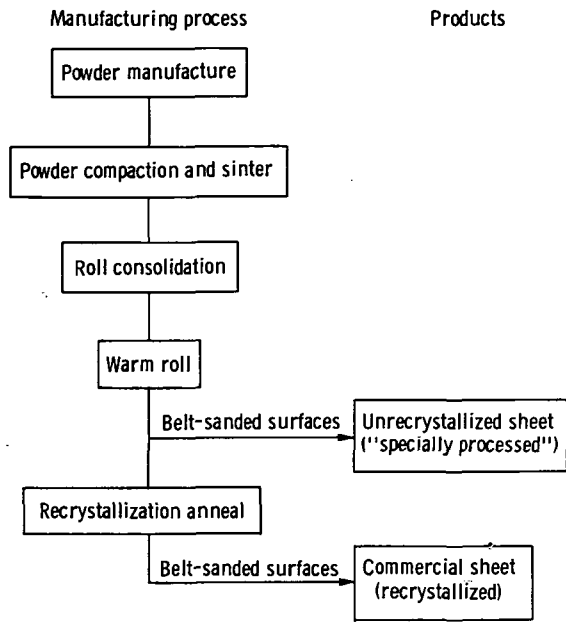 Manufacturing process
Products
Powder manufacture
Powder compaction and sinter
Roll consolidation
Warm roll
Belt-sanded surfaces
Unrecrystallized sheet
("specially processed")
Recrystallization anneal
Belt-sanded surfaces
Commercial sheet
(recrystallized)